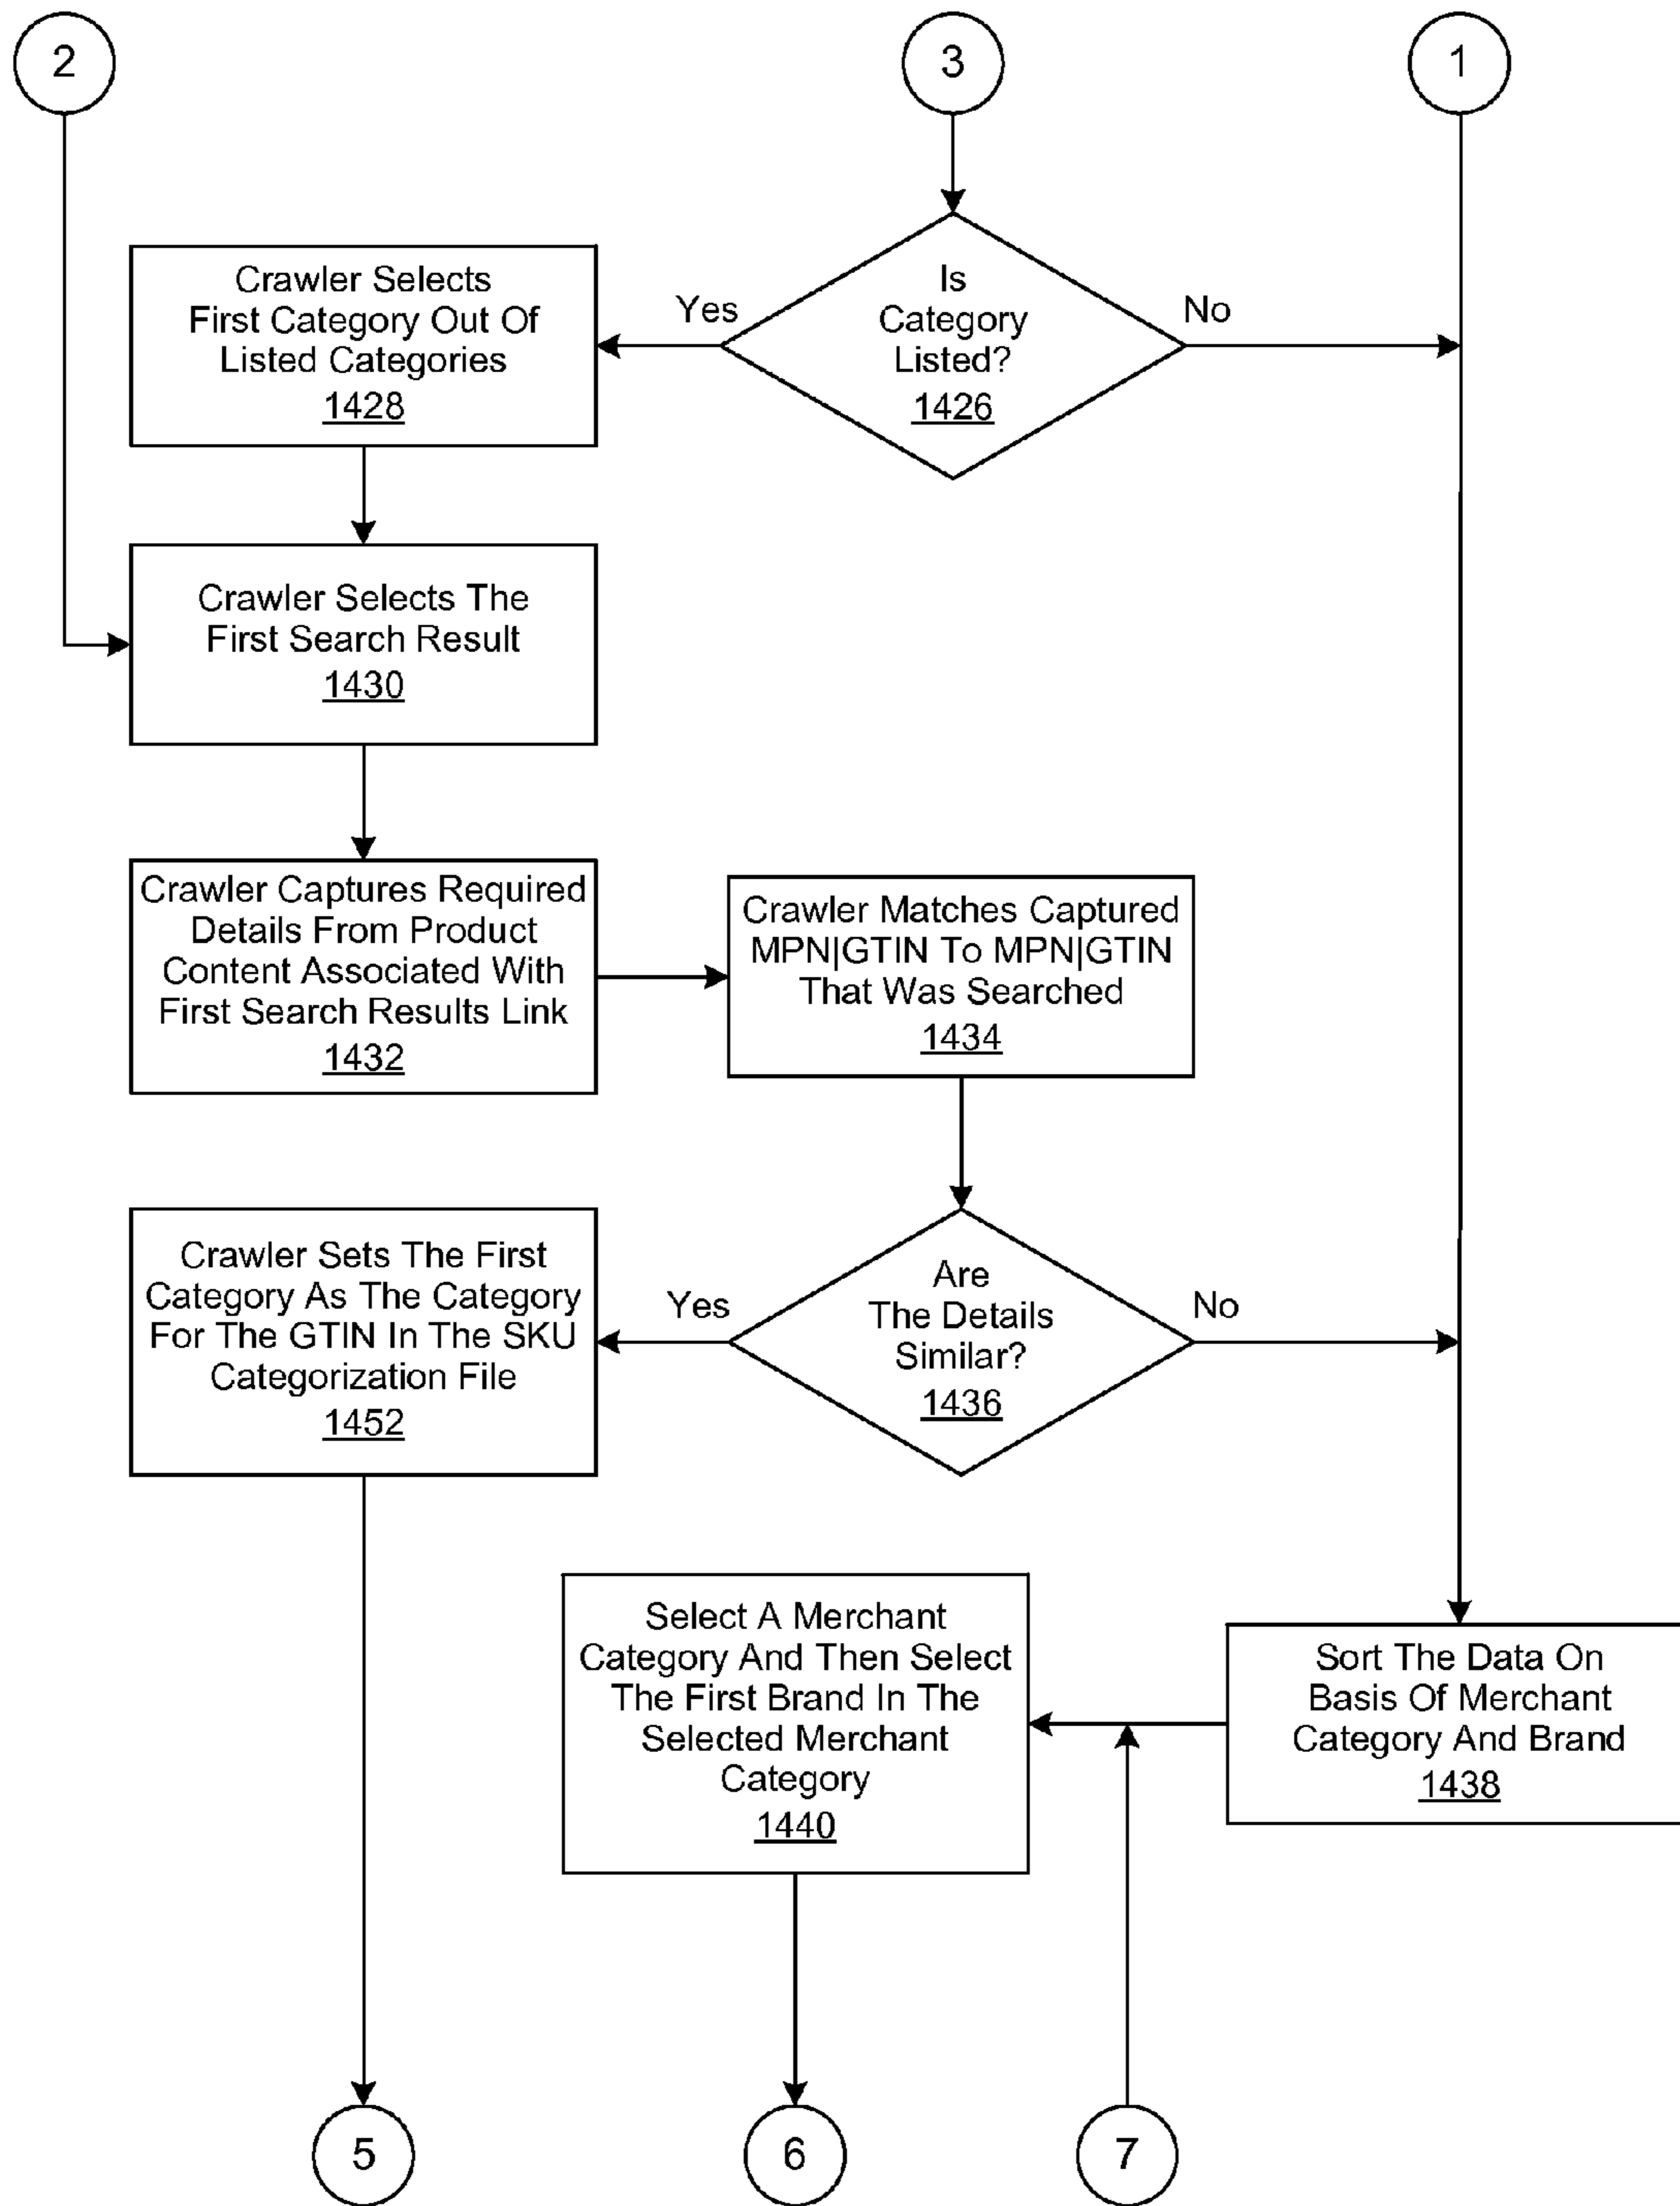 2
3
1
Crawler Selects
First Category Out Of
Listed Categories
1428
Yes
Is
Category
Listed?
1426
No
Crawler Selects The
First Search Result
1430
Crawler Captures Required
Details From Product
Content Associated With
First Search Results Link
1432
Crawler Matches Captured
MPN|GTIN To MPN|GTIN
That Was Searched
1434
Crawler Sets The First
Category As The Category
For The GTIN In The SKU
Categorization File
1452
Yes
Are
The Details
Similar?
1436
No
Select A Merchant
Category And Then Select
The First Brand In The
Selected Merchant
Category
1440
Sort The Data On
Basis Of Merchant
Category And Brand
1438
5
6
7